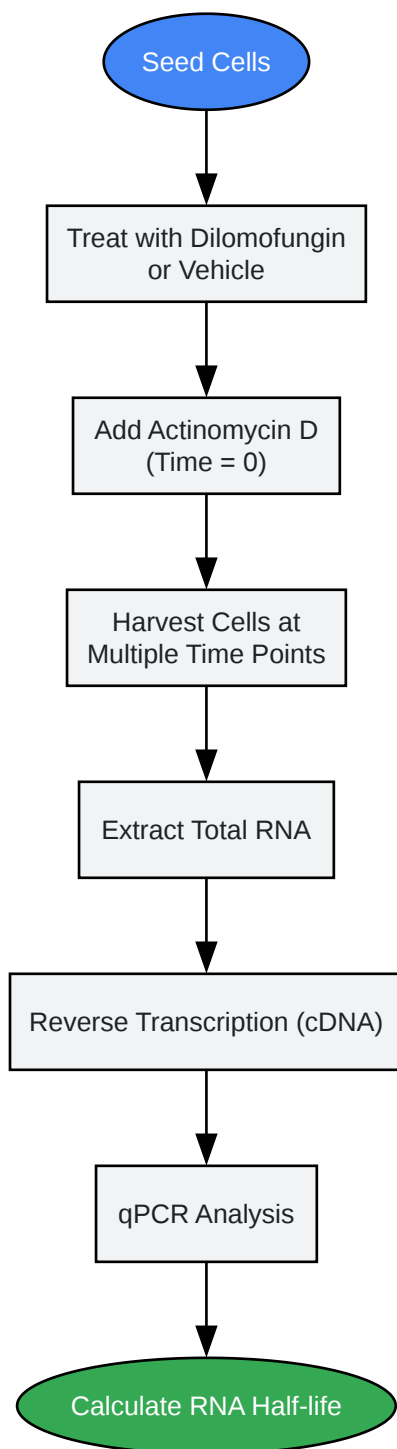 Seed Cells
Treat with Dilomofungin
or Vehicle
Add Actinomycin D
(Time = 0)
Harvest Cells at
Multiple Time Points
Extract Total RNA
Reverse Transcription (cDNA)
qPCR Analysis
Calculate RNA Half-life